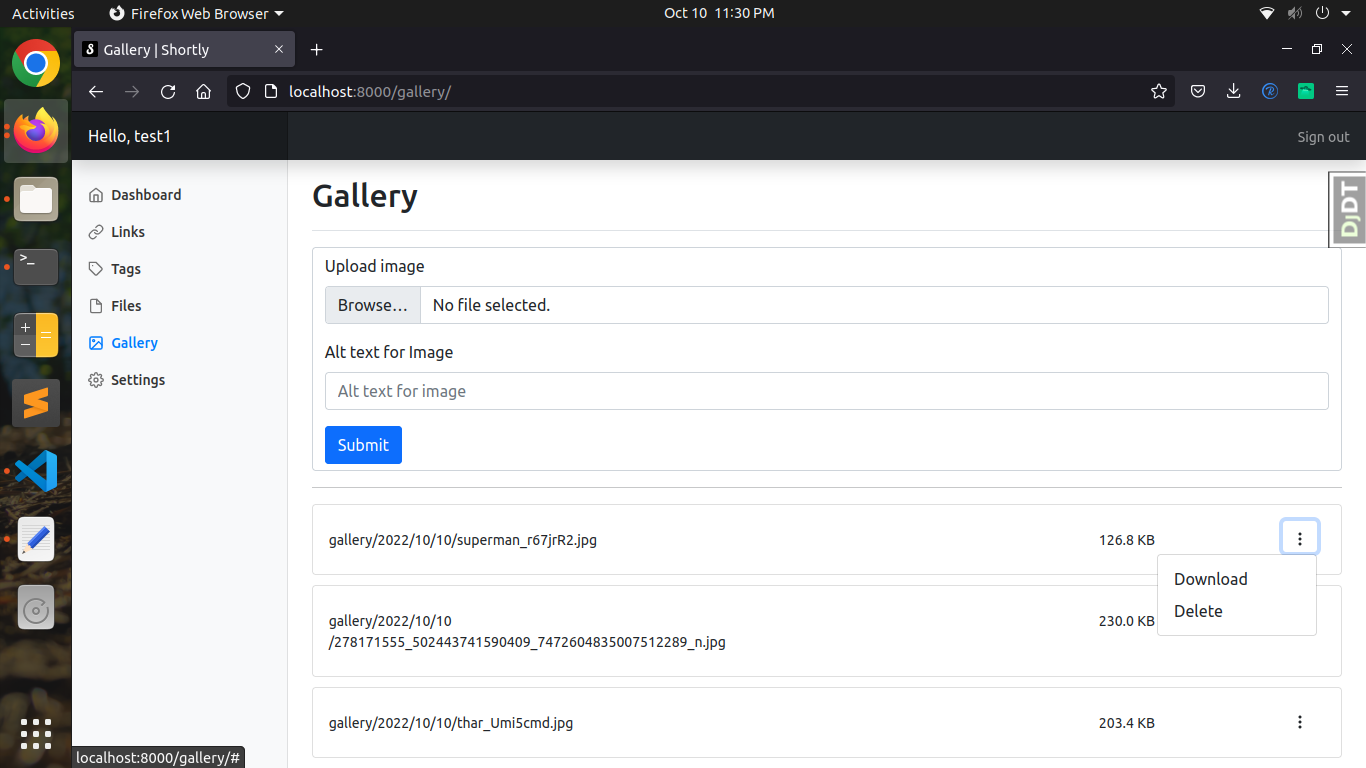 Activities
Firefox Web Browser
Oct 10 11:30 PM
Gallery | Shortly
localhost:8000/gallery/
Hello, test1
Sign out
Dashboard
Links
Tags
Files
Gallery
Settings
DjDT
Gallery
Upload image
Browse...
No file selected.
Alt text for Image
Alt text for image
Submit
gallery/2022/10/10/superman_r67jrR2.jpg
126.8 KB
Download
Delete
gallery/2022/10/10
/278171555_502443741590409_7472604835007512289_n.jpg
230.0 KB
gallery/2022/10/10/thar_Umi5cmd.jpg
203.4 KB
localhost:8000/gallery/#